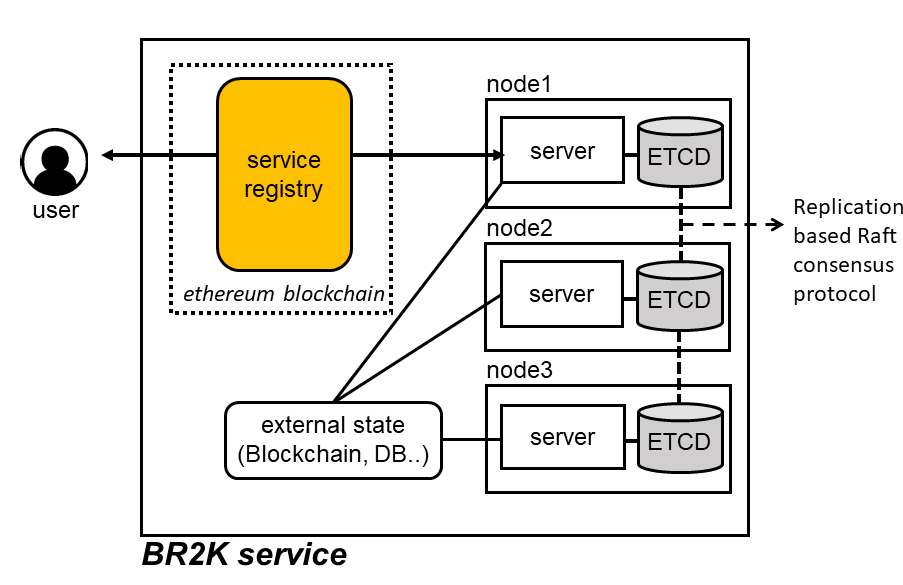 node1
server
ETCD
service
registry
user
Replication
based Raft
consensus
protocol
node2
ethereum blockchain
server
ETCD
node3
external state
(Blockchain, DB..)
server
ETCD
BR2K service